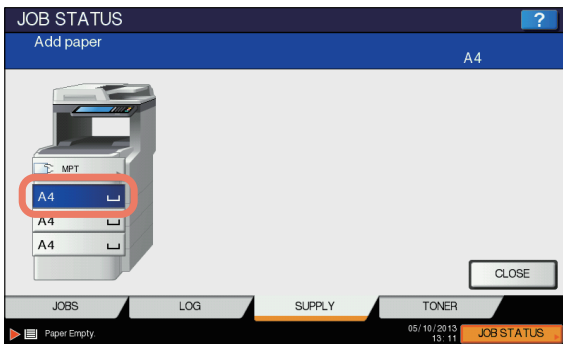 JOB STATUS
?
Add paper
A4
MPT
A4
A4
A4
CLOSE
JOBS
LOG
SUPPLY
TONER
Paper Empty.
05/10/2013
13:11
JOB STATUS